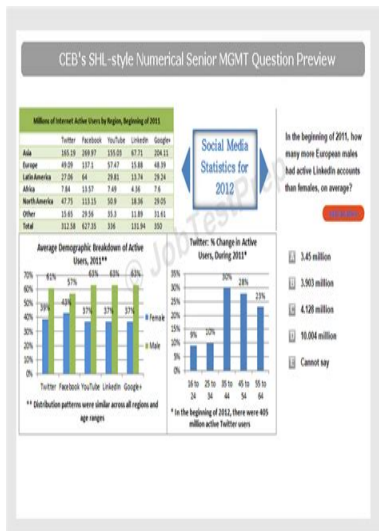 CEB's SHL-style Numerical Senior MGMT Question Preview
Millions of Internet Active Users by Region, Beginning of 2011
Twitter Facebook YouTube LinkedIn Google+
Asia 165.19 269.97 155.05 67.71 204.11
Europe 49.09 137.1 57.47 15.88 48.39
Latin America 27.06 64 29.81 13.74 29.24
Africa 7.84 13.57 7.49 4.36 7.6
North America 47.75 113.15 50.9 18.36 29.05
Other 15.65 29.56 35.3 11.89 31.61
Total 312.58 627.35 336 131.94 350
Social Media
Statistics for
2012
In the beginning of 2011, how
many more European males
had active LinkedIn accounts
than females, on average?
A 3.45 million
B 3.903 million
C 4.128 million
D 10.004 million
E Cannot say
Average Demographic Breakdown of Active
Users, 2011**
70%
60%
50%
40%
30%
20%
10%
0%
39% 61% 43% 57% 37% 63% 37% 63% 37% 63%
Female
Male
Twitter Facebook YouTube LinkedIn Google+
** Distribution patterns were similar across all regions and
age ranges
Twitter: % Change in Active
Users, During 2011*
35%
30%
25%
20%
15%
10%
5%
0%
9% 10% 30% 28% 23%
16 to 25 to 35 to 45 to 55 to
24 34 44 54 64
* In the beginning of 2012, there were 405
million active Twitter users
© JobTestPrep